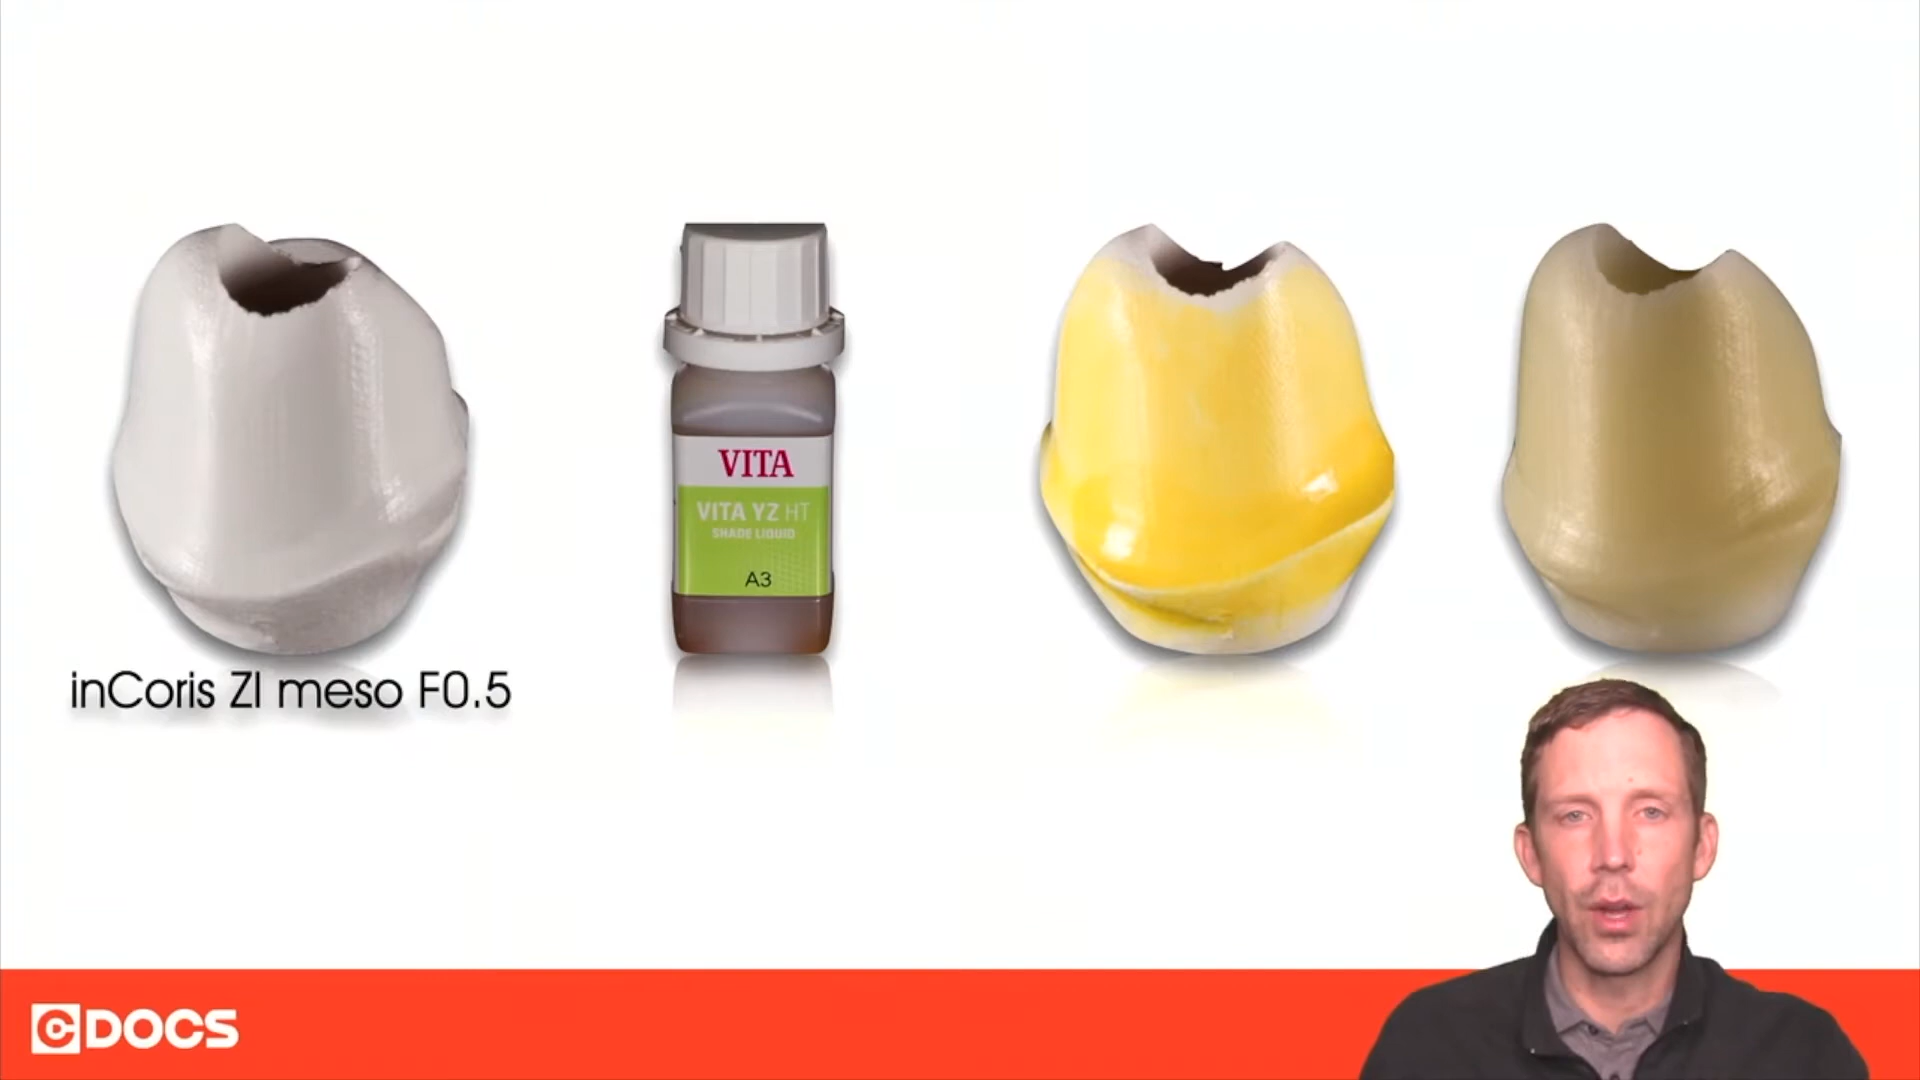 VITA
VITA YZ HT
SHADE LIQUID
A3
inCoris ZI meso F0.5
DOCS